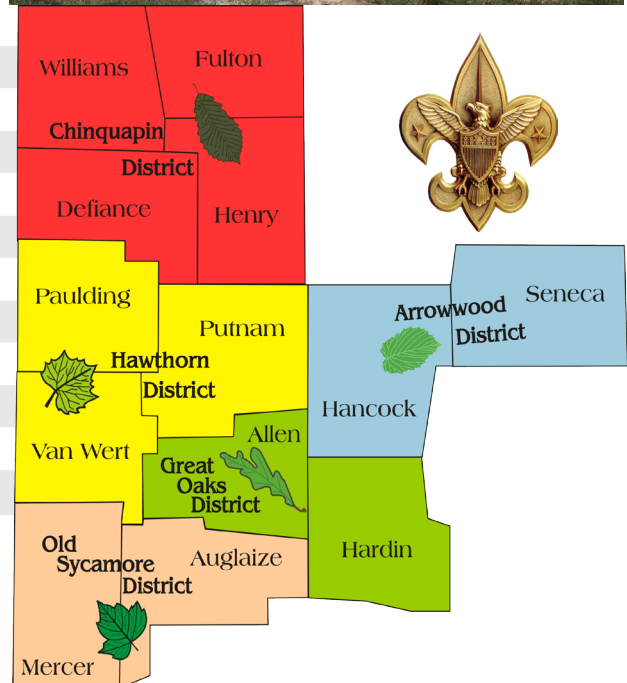 Williams
Fulton
Chinquapin
District
Defiance
Henry
Paulding
Putnam
Hawthorn
District
Van Wert
Arrowwood
District
Seneca
Hancock
Allen
Great
Oaks
District
Hardin
Old
Sycamore
District
Auglaize
Mercer